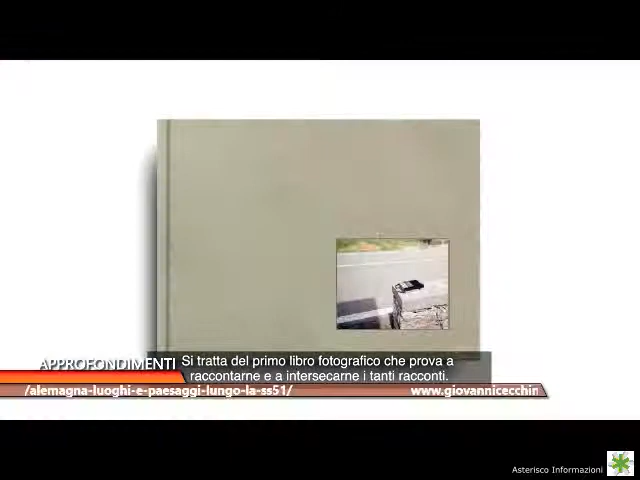 APPROFONDIMENTI
Si tratta del primo libro fotografico che prova a
raccontarne e a intersecarne i tanti racconti.
/alemagna-luoghi-e-paesaggi-lungo-la-ss51/ www.giovannicecchin
Asterisco Informazioni